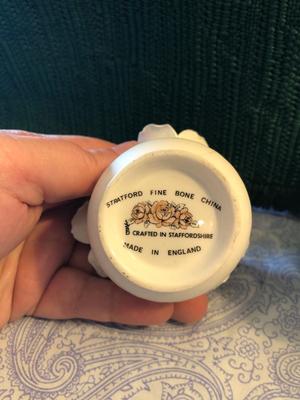 STRATFORD FINE BONE CHINA
CRAFTED IN STAFFORDSHIRE
MADE IN ENGLAND